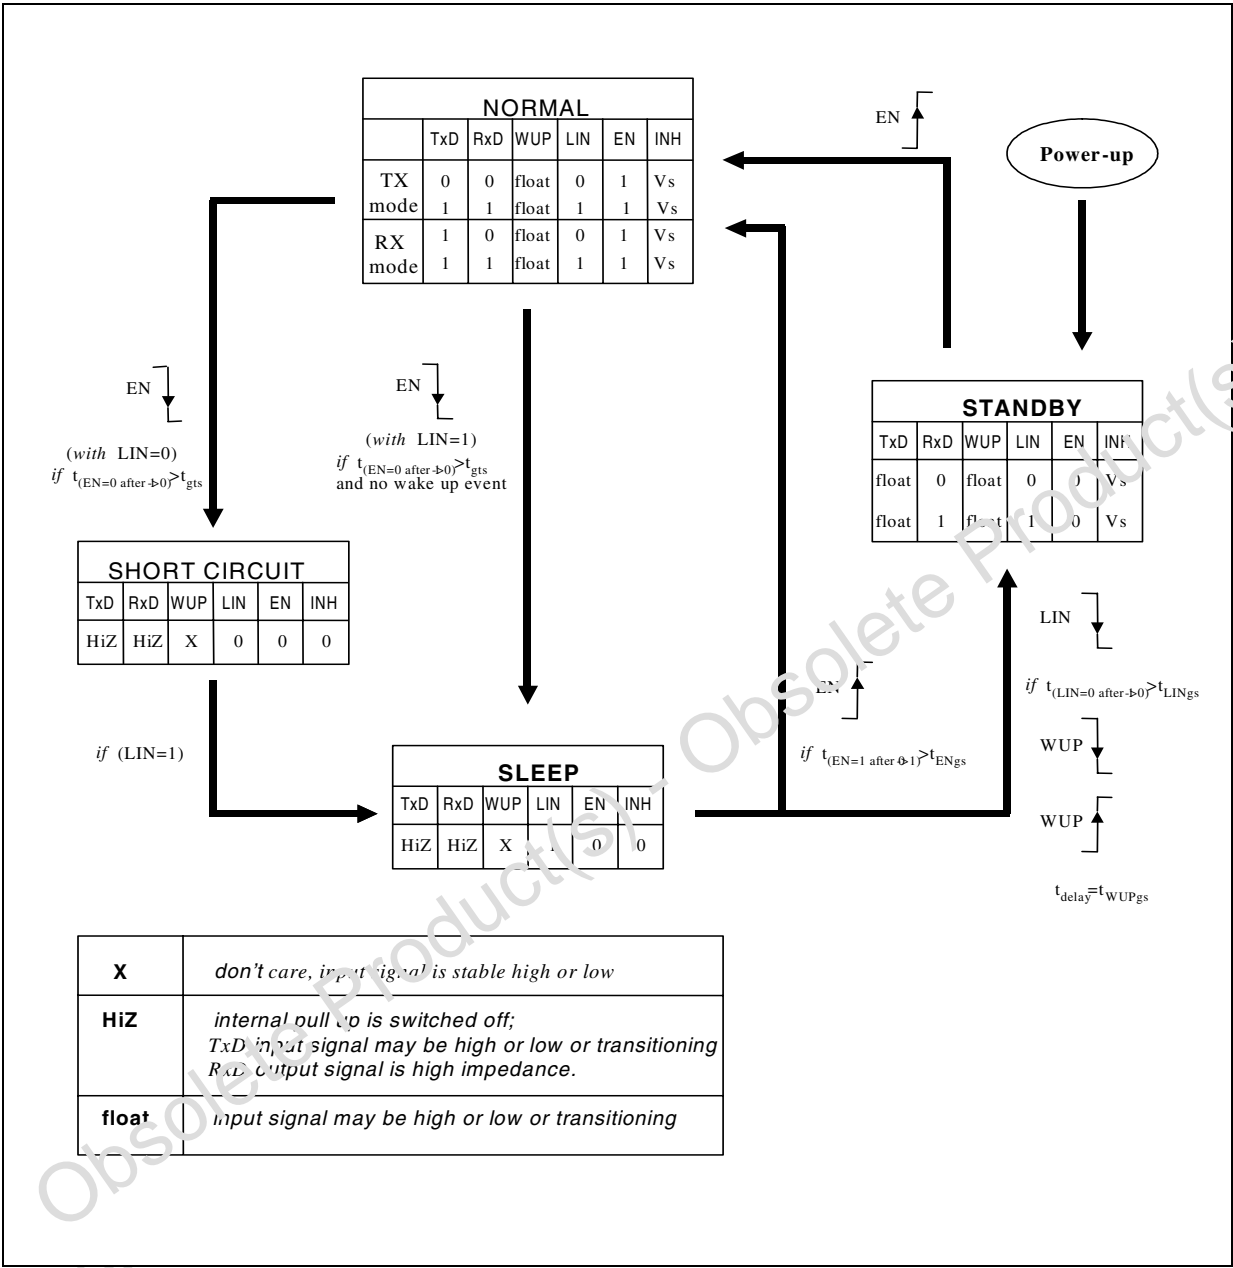 NORMAL
TxD RxD WUP LIN EN INH
TX mode 0 0 float 0 1 Vs
1 1 float 1 1 Vs
RX mode 1 0 float 0 1 Vs
1 1 float 1 1 Vs
EN
Power-up
EN
(with LIN=0)
if t(EN=0 after 1->0)>tgts
EN
(with LIN=1)
if t(EN=0 after 1->0)>tgts
and no wake up event
STANDBY
TxD RxD WUP LIN EN INH
float 0 float 0 0 Vs
float 1 float 1 0 Vs
SHORT CIRCUIT
TxD RxD WUP LIN EN INH
HiZ HiZ X 0 0 0
if (LIN=1)
EN
if t(EN=1 after 0->1)>tENgs
LIN
if t(LIN=0 after 1->0)>tLINgs
WUP
WUP
tdelay=tWUPgs
SLEEP
TxD RxD WUP LIN EN INH
HiZ HiZ X 1 0 0
X don't care, input signal is stable high or low
HiZ internal pull up is switched off;
TxD input signal may be high or low or transitioning
RxD output signal is high impedance.
float input signal may be high or low or transitioning
Obsolete Product(s) - Obsolete Product(s